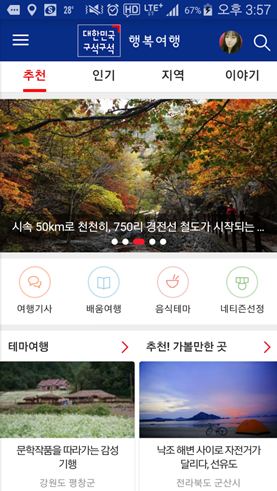 28° HD LTE 67% 오후 3:57
대한민국
구석구석
행복여행
추천 인기 지역 이야기
시속 50km로 천천히, 750리 경전선 철도가 시작되는 ...
여행기사 배움여행 음식테마 네티즌선정
테마여행 추천! 가볼만한 곳
문학작품을 따라가는 감성 낙조 해변 사이로 자전거가
기행 달리다, 선유도
강원도 평창군 전라북도 군산시